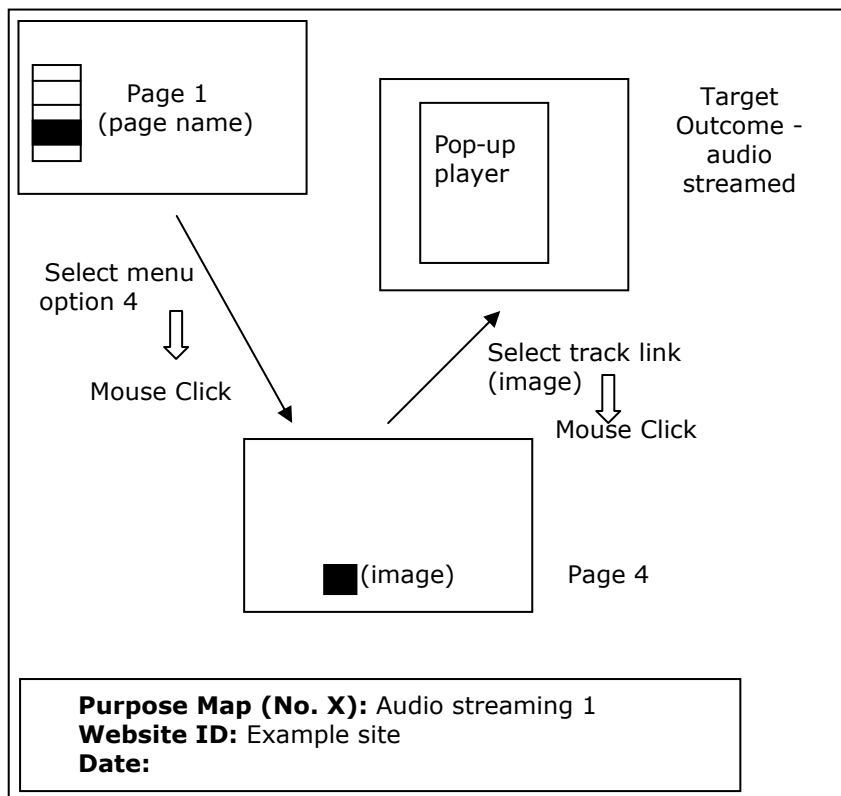 Page 1
(page name)
Pop-up
player
Target
Outcome -
audio
streamed
Select menu
option 4
Mouse Click
Select track link
(image)
Mouse Click
(image)
Page 4
Purpose Map (No. X): Audio streaming 1
Website ID: Example site
Date: